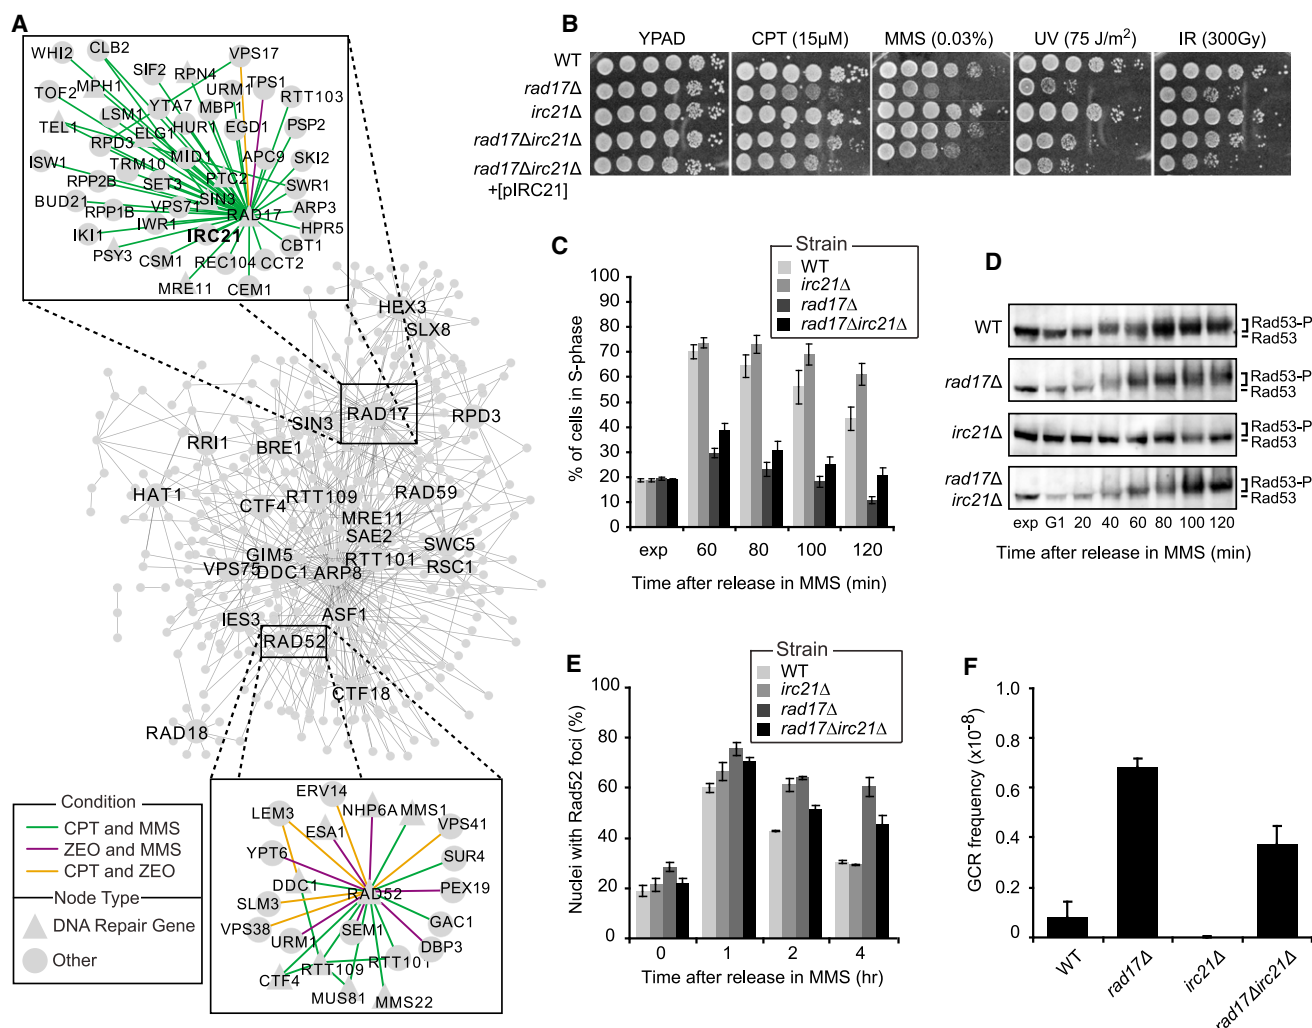 A
WHI2
CLB2
VPS17
SIF2
RPN4
TPS1
MPH1
URM1
RTT103
TOF2
YTA7
MBP1
LSM1
HUR1
EGD1
PSP2
TEL1
ELG1
RPD3
MID1
APC9
SKI2
ISW1
TRM10
PTC2
RPP2B
SET3
SWR1
SIN3
BUD21
RPP1B
VPS71
RAD17
ARP3
IWR1
HPR5
IKI1
IRC21
CBT1
PSY3
CSM1
REC104
CCT2
MRE11
CEM1
HEX3
SLX8
RAD17
RPD3
SIN3
RRI1
BRE1
HAT1
RTT109
RAD59
CTF4
MRE11
SAE2
SWC5
GIM5
RTT101
RSC1
VPS75
DDC1
ARP8
IES3
ASF1
RAD52
CTF18
RAD18
ERV14
LEM3
NHP6A
MMS1
ESA1
VPS41
YPT6
SUR4
DDC1
RAD52
PEX19
SLM3
GAC1
VPS38
SEM1
URM1
DBP3
RTT109
RTT101
CTF4
MUS81
MMS22
Condition
CPT and MMS
ZEO and MMS
CPT and ZEO
Node Type
DNA Repair Gene
Other
B
YPAD
CPT (15µM)
MMS (0.03%)
UV (75 J/m²)
IR (300Gy)
WT
rad17Δ
irc21Δ
rad17Δirc21Δ
rad17Δirc21Δ
+[pIRC21]
C
Strain
WT
irc21Δ
rad17Δ
rad17Δirc21Δ
% of cells in S-phase
100
90
80
70
60
50
40
30
20
10
0
exp 60 80 100 120
Time after release in MMS (min)
D
WT
Rad53-P
Rad53
rad17Δ
Rad53-P
Rad53
irc21Δ
Rad53-P
Rad53
rad17Δ
irc21Δ
Rad53-P
Rad53
exp G1 20 40 60 80 100 120
Time after release in MMS (min)
E
Strain
WT
irc21Δ
rad17Δ
rad17Δirc21Δ
Nuclei with Rad52 foci (%)
100
80
60
40
20
0
0 1 2 4
Time after release in MMS (hr)
F
GCR frequency (x10⁻⁸)
1.0
0.8
0.6
0.4
0.2
0
WT
rad17Δ
irc21Δ
rad17Δirc21Δ